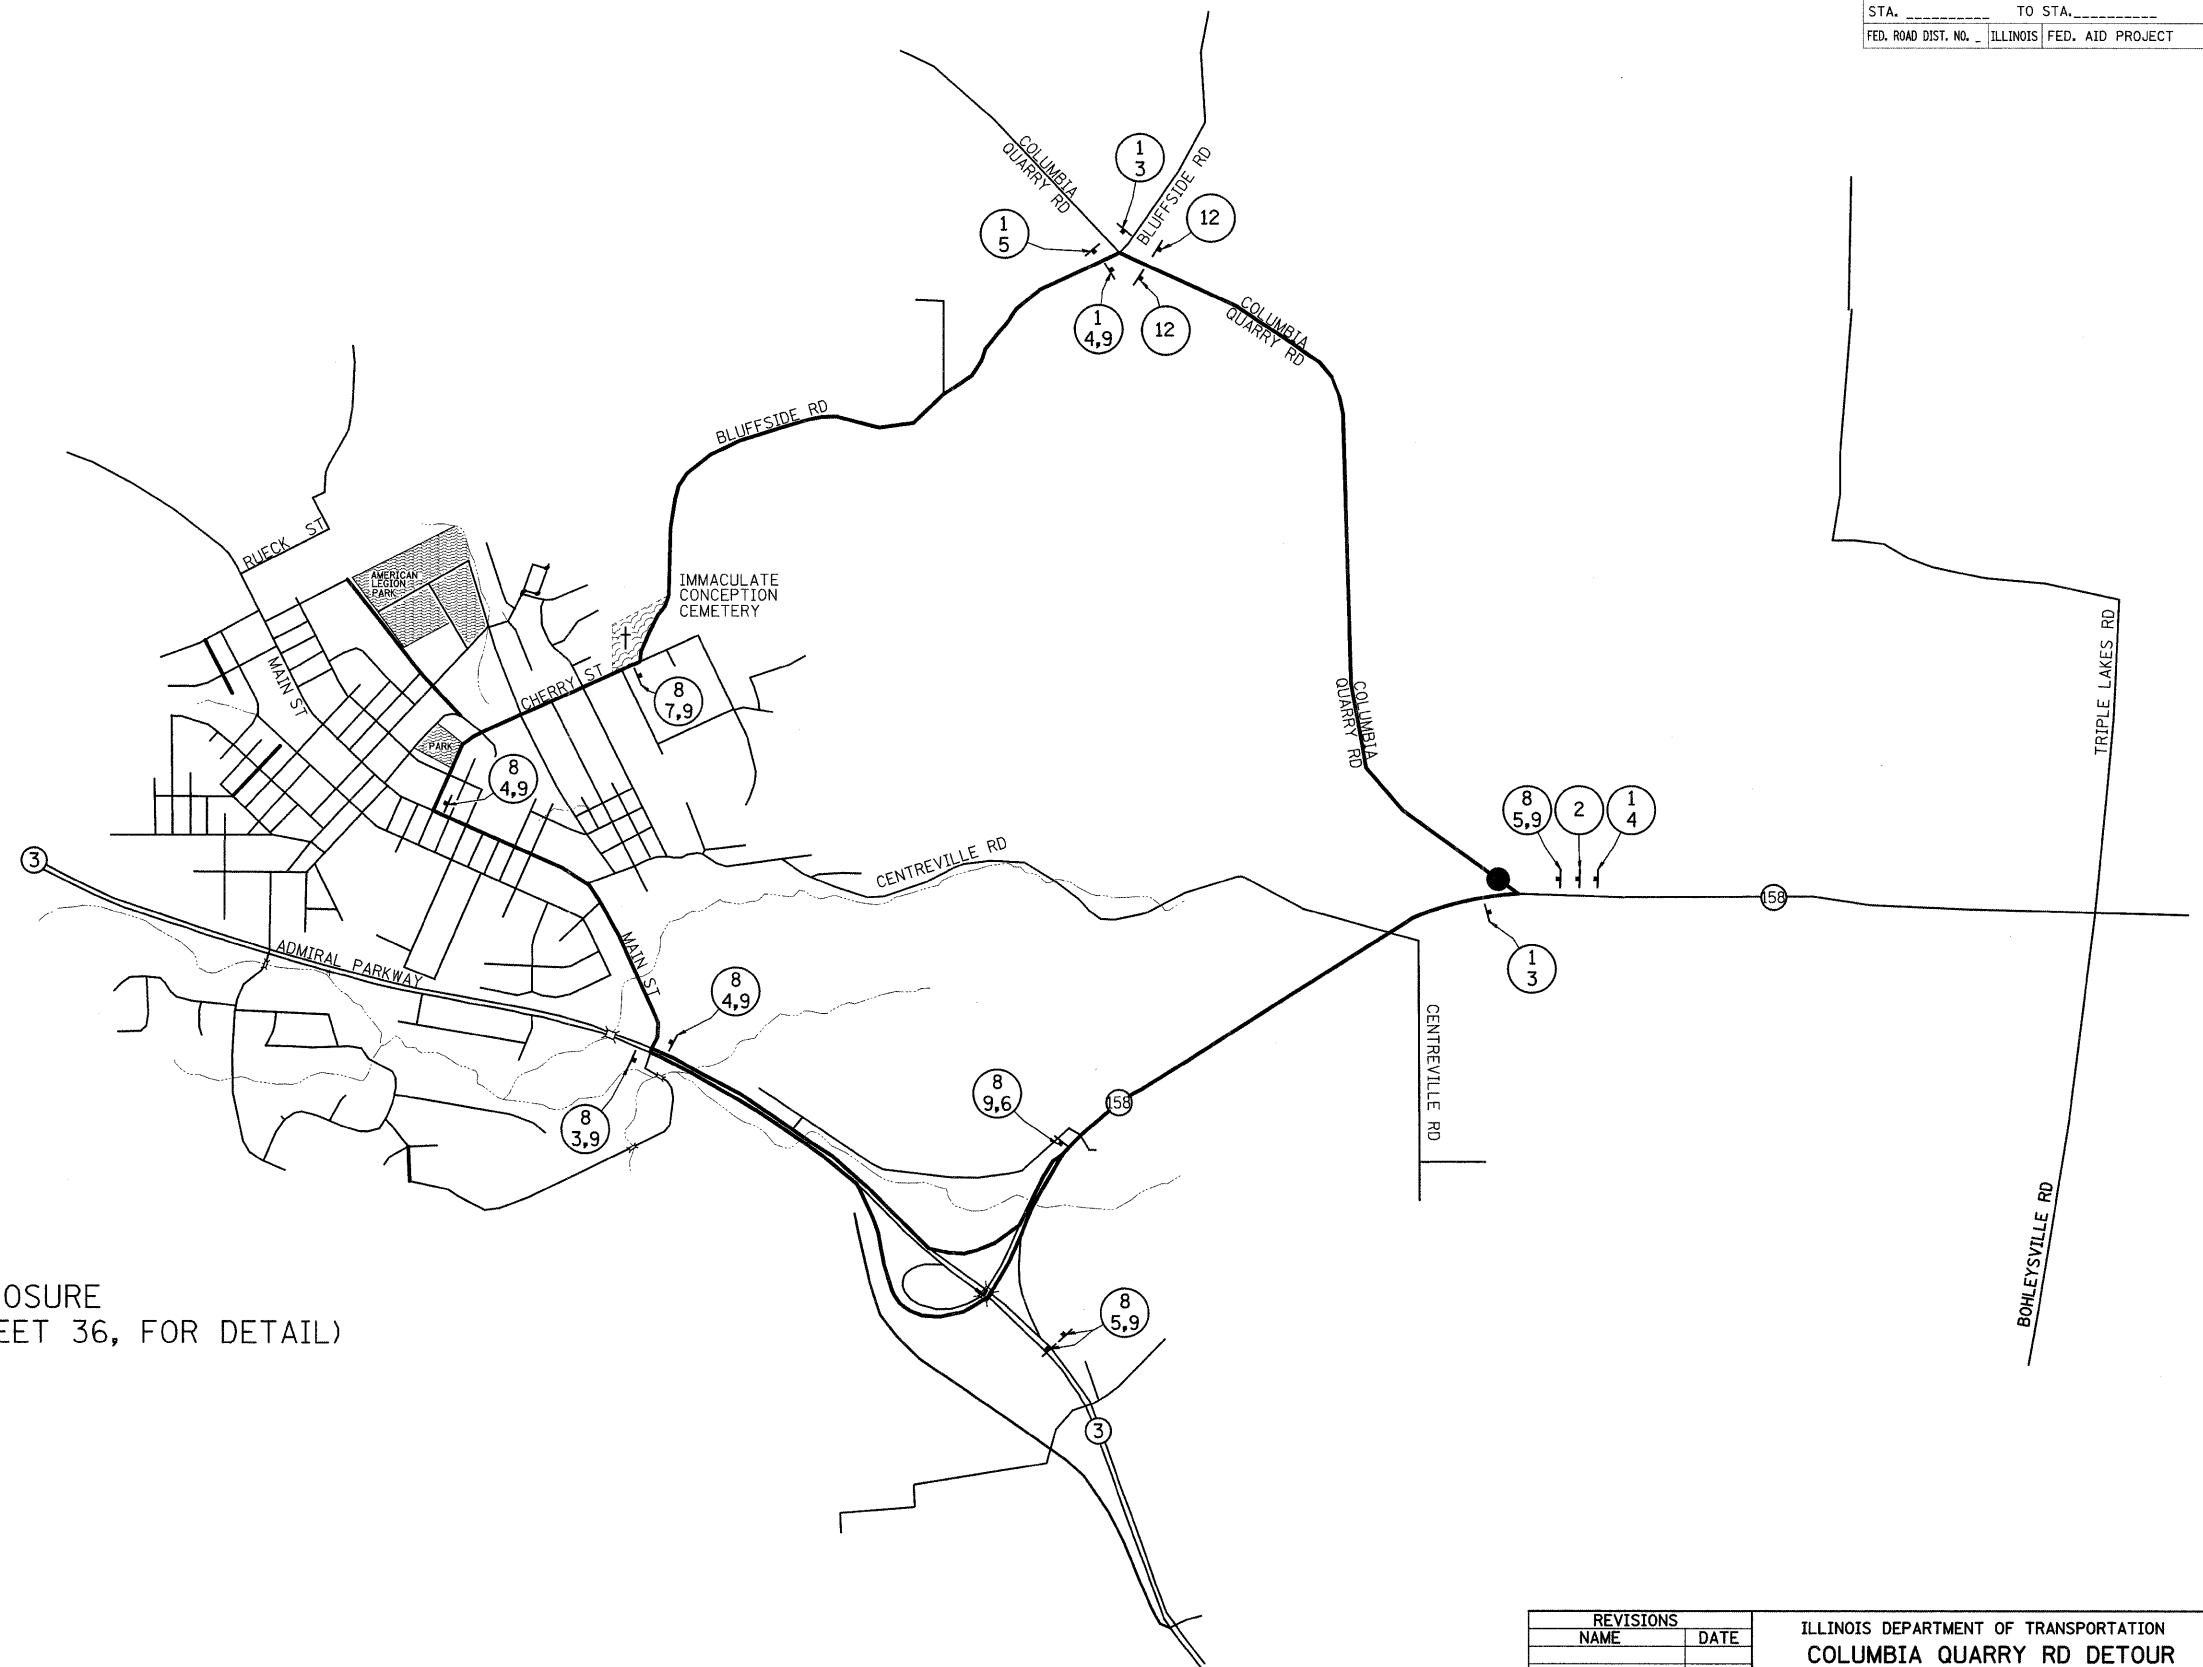 STA. __________ TO STA.__________
FED. ROAD DIST. NO. _ ILLINOIS FED. AID PROJECT
COLUMBIA
QUARRY RD
1
3
BLUFFSIDE RD
12
1
5
1
4,9
12
COLUMBIA
QUARRY RD
BLUFFSIDE RD
RUECK ST
AMERICAN
LEGION
PARK
IMMACULATE
CONCEPTION
CEMETERY
MAIN ST
CHERRY ST
8
7,9
PARK
8
4,9
COLUMBIA
QUARRY RD
TRIPLE LAKES RD
8
5,9
2
1
4
3
CENTREVILLE RD
158
ADMIRAL PARKWAY
MAIN ST
1
3
8
4,9
CENTREVILLE RD
8
9,6
158
8
3,9
BOHLEYSVILLE RD
OSURE
EET 36, FOR DETAIL)
8
5,9
3
REVISIONS
NAME DATE
ILLINOIS DEPARTMENT OF TRANSPORTATION
COLUMBIA QUARRY RD DETOUR